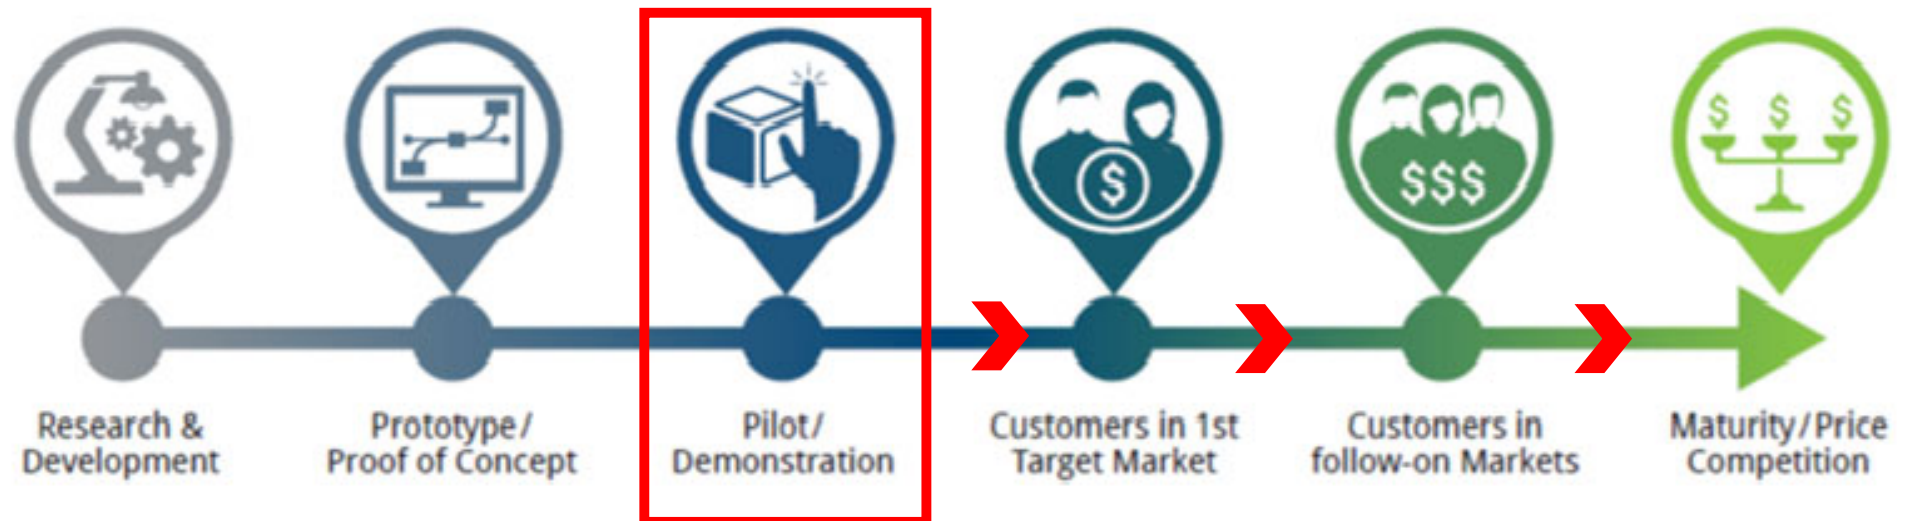 $
$$$
$ $ $
Research &
Development
Prototype/
Proof of Concept
Pilot/
Demonstration
Customers in 1st
Target Market
Customers in
follow-on Markets
Maturity/Price
Competition